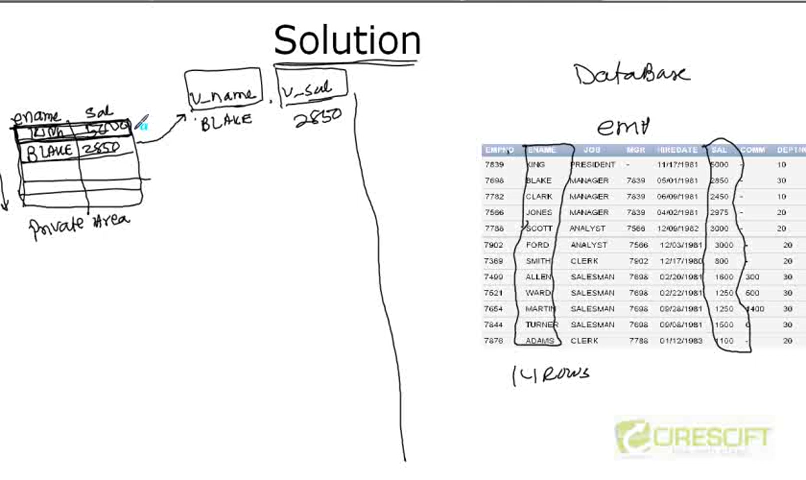 Solution
DataBase
v_name , v_sal
BLAKE 2850
ename sal
BLAKE 2850
Private Area
emp
EMPNO ENAME JOB MGR HIREDATE SAL COMM DEPTN
7839 KING PRESIDENT - 11/17/1981 5000 - 10
7698 BLAKE MANAGER 7839 05/01/1981 2850 - 30
7782 CLARK MANAGER 7839 06/09/1981 2450 - 10
7566 JONES MANAGER 7839 04/02/1981 2975 - 20
7788 SCOTT ANALYST 7566 12/09/1982 3000 - 20
7902 FORD ANALYST 7566 12/03/1981 3000 - 20
7369 SMITH CLERK 7902 12/17/1980 800 - 20
7499 ALLEN SALESMAN 7698 02/20/1981 1600 300 30
7521 WARD SALESMAN 7698 02/22/1981 1250 500 30
7654 MARTIN SALESMAN 7698 09/28/1981 1250 1400 30
7844 TURNER SALESMAN 7698 09/08/1981 1500 0 30
7876 ADAMS CLERK 7788 01/12/1983 1100 - 20
14 Rows